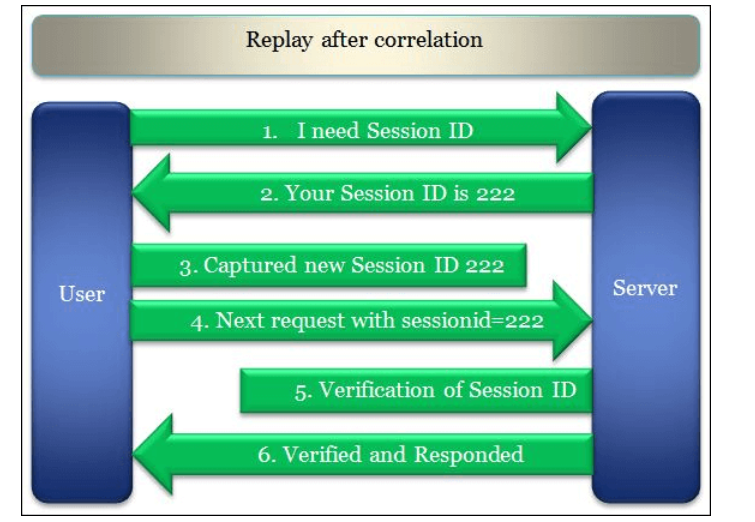 Replay after correlation
1. I need Session ID
2. Your Session ID is 222
3. Captured new Session ID 222
User
Server
4. Next request with sessionid=222
5. Verification of Session ID
6. Verified and Responded